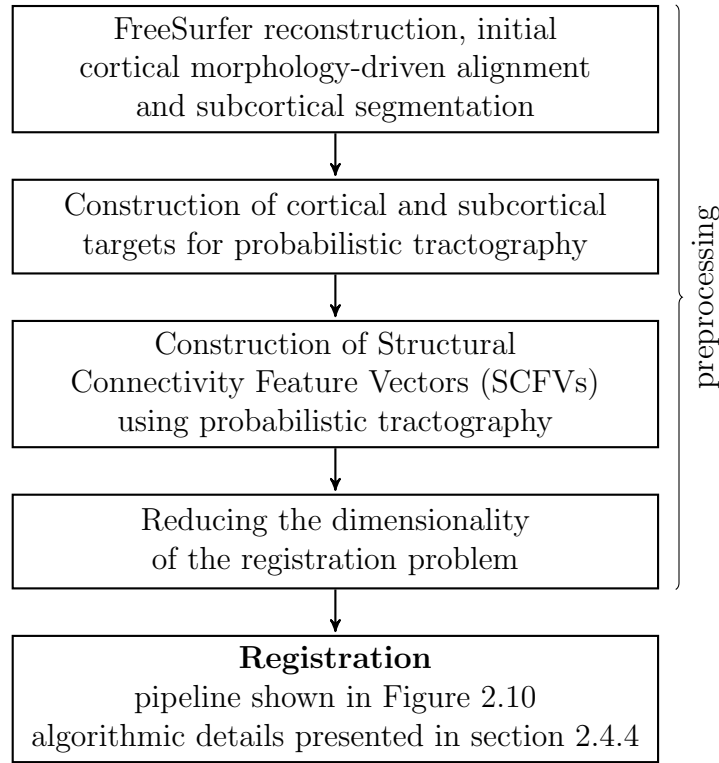 FreeSurfer reconstruction, initial
cortical morphology-driven alignment
and subcortical segmentation
Construction of cortical and subcortical
targets for probabilistic tractography
Construction of Structural
Connectivity Feature Vectors (SCFVs)
using probabilistic tractography
Reducing the dimensionality
of the registration problem
preprocessing
Registration
pipeline shown in Figure 2.10
algorithmic details presented in section 2.4.4